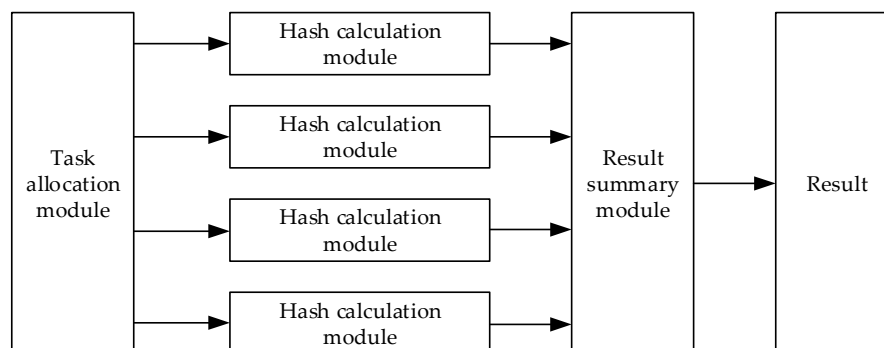 Task
allocation
module
Hash calculation
module
Hash calculation
module
Hash calculation
module
Hash calculation
module
Result
summary
module
Result